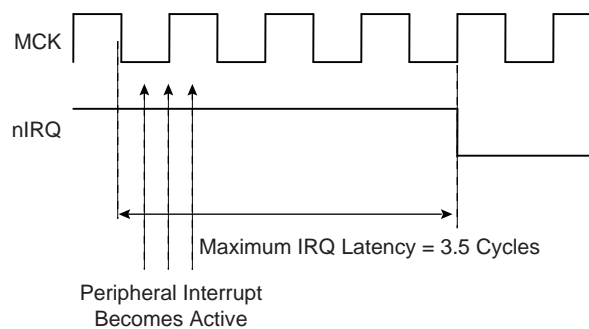 MCK
nIRQ
Maximum IRQ Latency = 3.5 Cycles
Peripheral Interrupt
Becomes Active